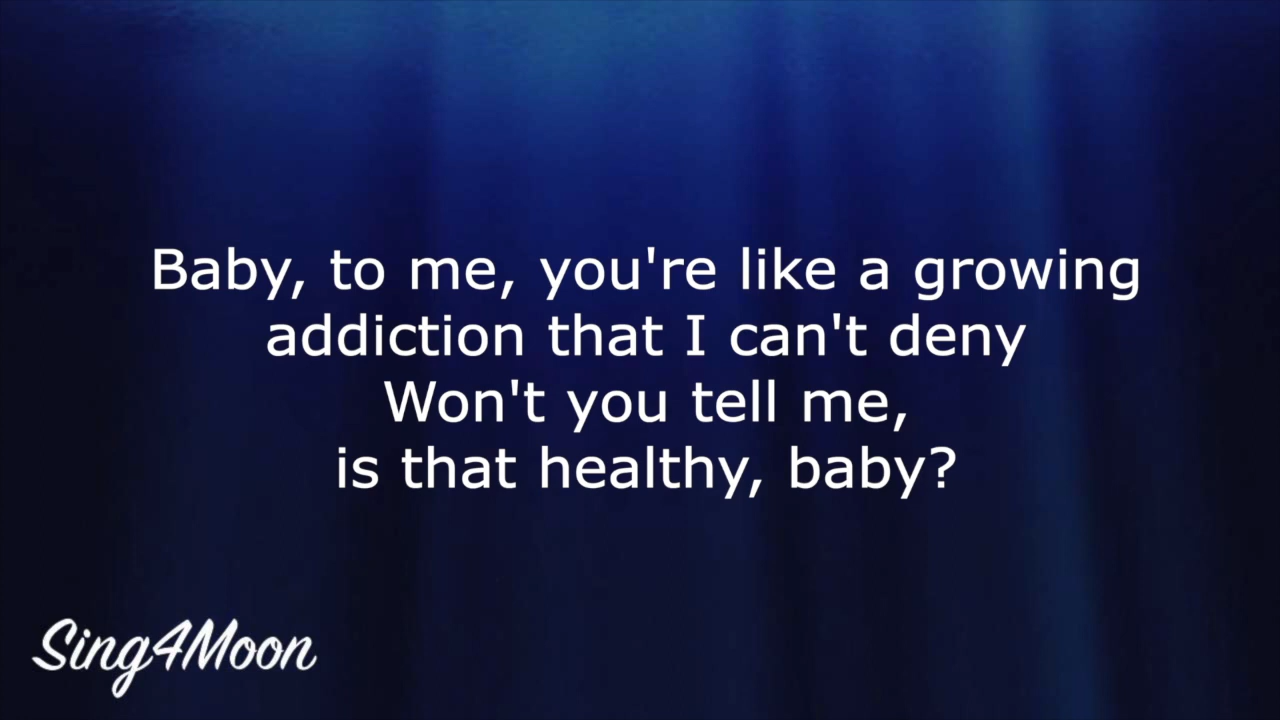 Baby, to me, you're like a growing
addiction that I can't deny
Won't you tell me,
is that healthy, baby?
Sing4Moon